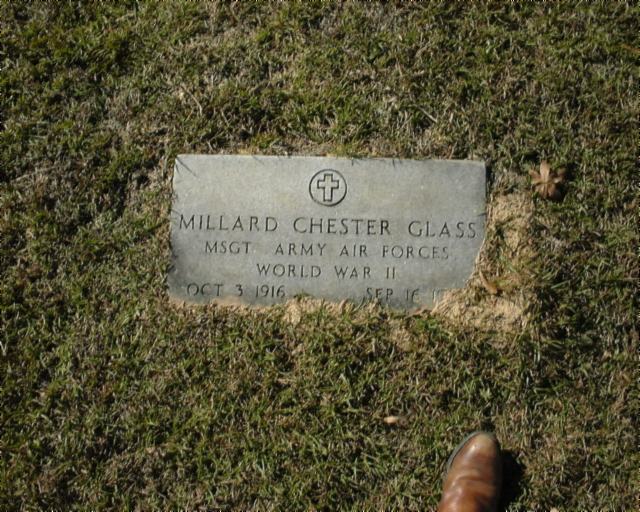 MILLARD CHESTER GLASS
MSGT ARMY AIR FORCES
WORLD WAR II
OCT 3 1916 SEP 16